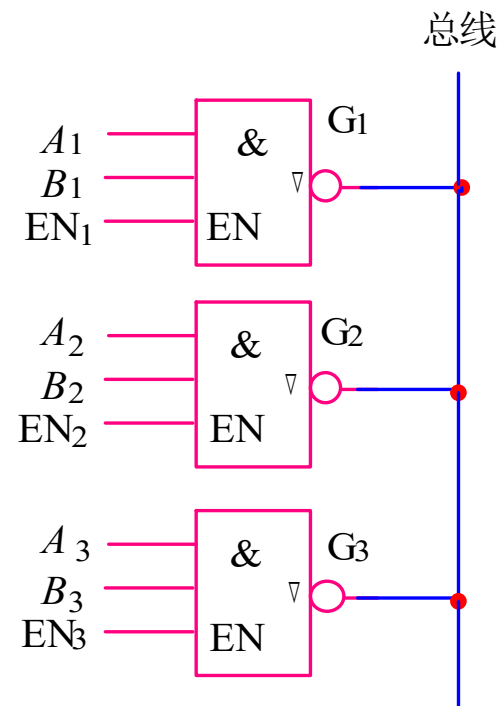 总线
G1
A1
&
B1
▽
EN1
EN
G2
A2
&
B2
▽
EN2
EN
G3
A3
&
B3
▽
EN3
EN